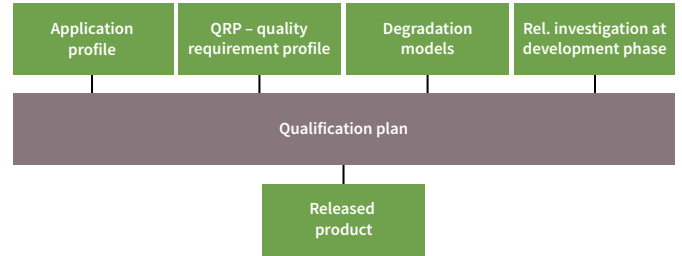 Application
profile
QRP – quality
requirement profile
Degradation
models
Rel. investigation at
development phase
Qualification plan
Released
product